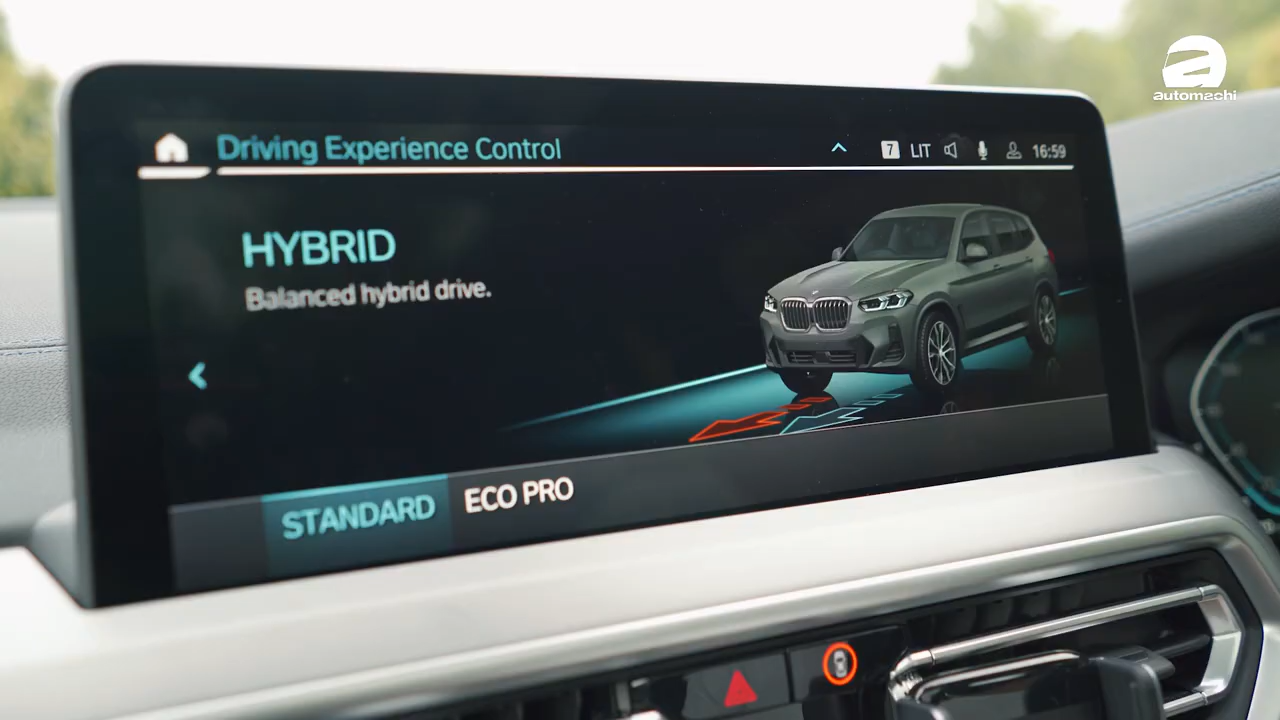 automachi
Driving Experience Control
7 LIT 16:59
HYBRID
Balanced hybrid drive.
STANDARD ECO PRO